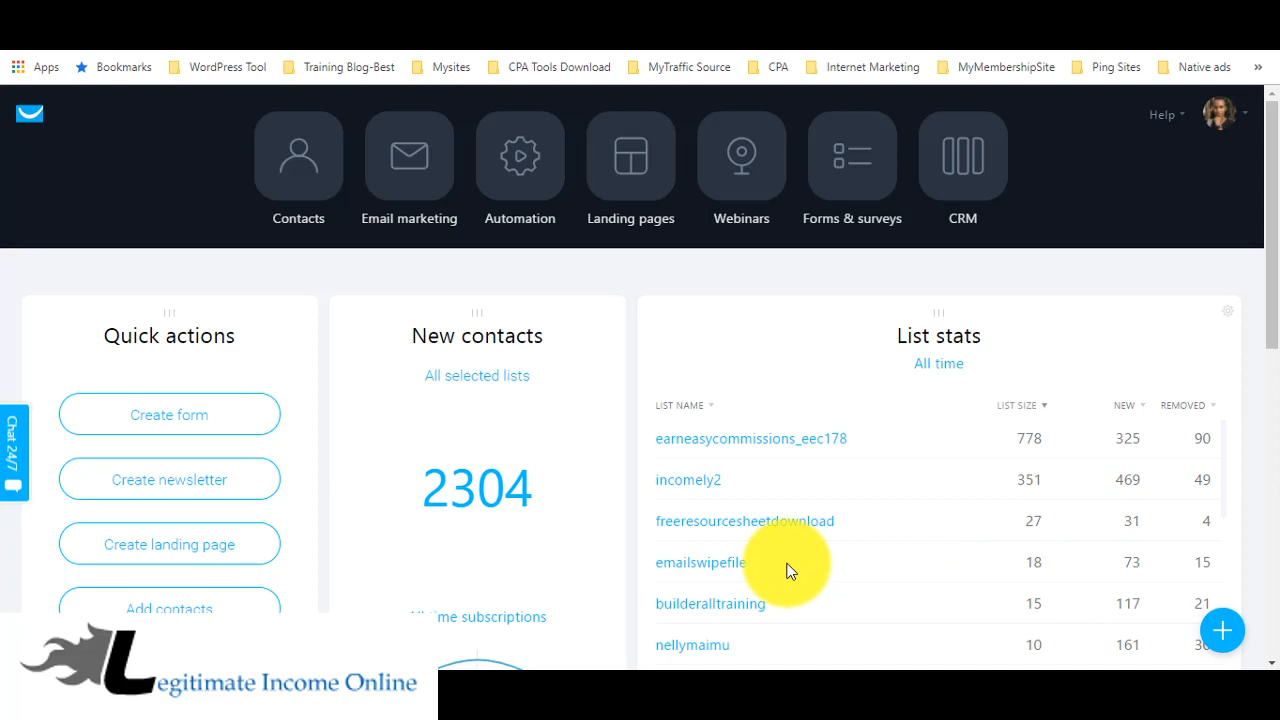 Apps Bookmarks WordPress Tool Training Blog-Best Mysites CPA Tools Download MyTraffic Source CPA Internet Marketing MyMembershipSite Ping Sites Native ads »
Help
Contacts Email marketing Automation Landing pages Webinars Forms & surveys CRM
Quick actions
Create form
Create newsletter
Create landing page
Add contacts
New contacts
All selected lists
2304
All time subscriptions
List stats
All time
LIST NAME LIST SIZE NEW REMOVED
earneasycommissions_eec178 778 325 90
incomely2 351 469 49
freeresourcesheetdownload 27 31 4
emailswipefile 18 73 15
builderalltraining 15 117 21
nellymaimu 10 161
Chat 24/7
Legitimate Income Online